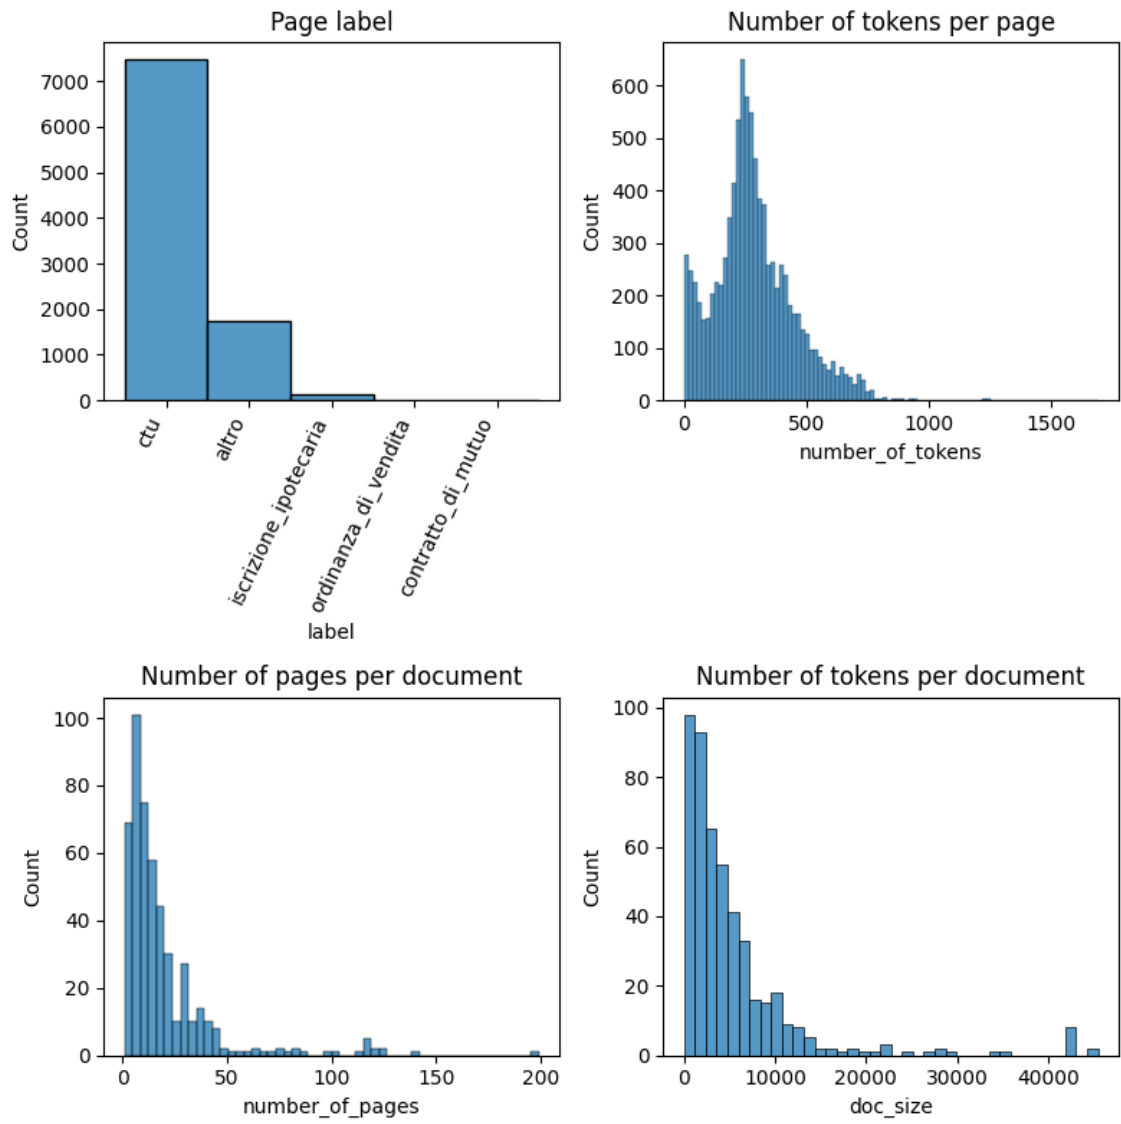 Page label
Count
7000
6000
5000
4000
3000
2000
1000
0
ctu
altro
iscrizione_ipotecaria
ordinanza_di_vendita
contratto_di_mutuo
label
Number of tokens per page
Count
600
500
400
300
200
100
0
0 500 1000 1500
number_of_tokens
Number of pages per document
Count
100
80
60
40
20
0
0 50 100 150 200
number_of_pages
Number of tokens per document
Count
100
80
60
40
20
0
0 10000 20000 30000 40000
doc_size